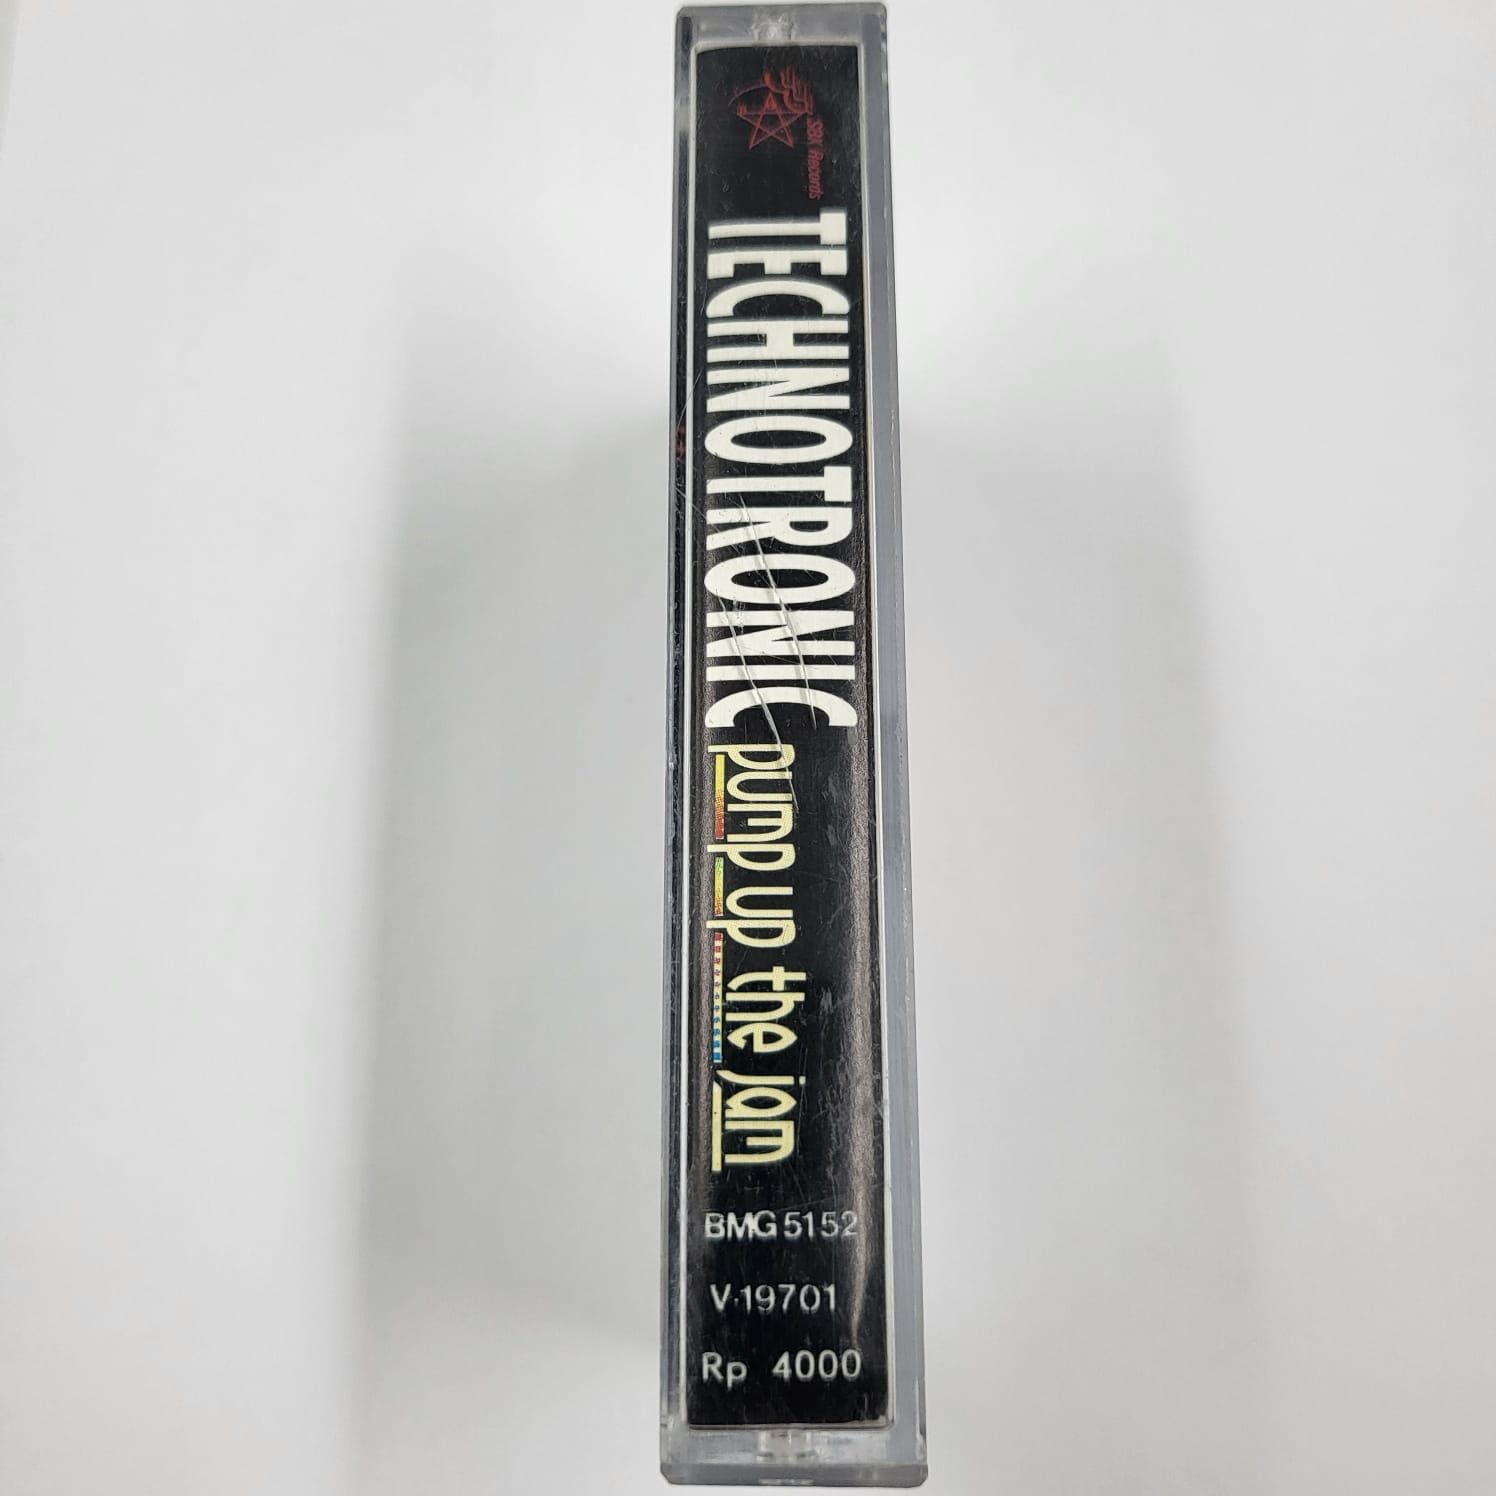 SBK Records
TECHNOTRONIC
pump up the jam
BMG 5152
V.19701
Rp 4000